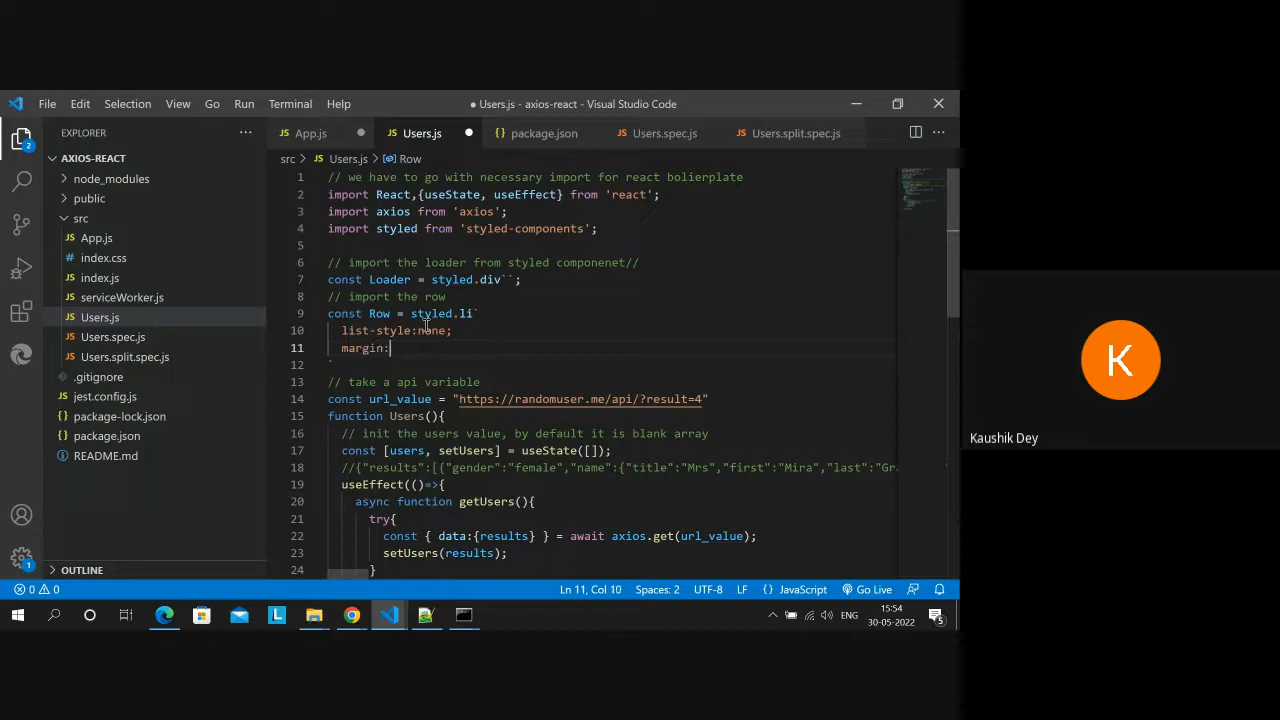 File Edit Selection View Go Run Terminal Help
● Users.js - axios-react - Visual Studio Code
EXPLORER
App.js
Users.js
package.json
Users.spec.js
Users.split.spec.js
AXIOS-REACT
node_modules
public
src
App.js
index.css
index.js
serviceWorker.js
Users.js
Users.spec.js
Users.split.spec.js
.gitignore
jest.config.js
package-lock.json
package.json
README.md
OUTLINE
src > JS Users.js > Row
1 // we have to go with necessary import for react bolierplate
2 import React,{useState, useEffect} from 'react';
3 import axios from 'axios';
4 import styled from 'styled-components';
5
6 // import the loader from styled componenet//
7 const Loader = styled.div``;
8 // import the row
9 const Row = styled.li`
10 list-style:none;
11 margin:
12 `
13 // take a api variable
14 const url_value = "https://randomuser.me/api/?result=4"
15 function Users(){
16 // init the users value, by default it is blank array
17 const [users, setUsers] = useState([]);
18 //{"results":[{"gender":"female","name":{"title":"Mrs","first":"Mira","last":"Gr
19 useEffect(()=>{
20 async function getUsers(){
21 try{
22 const { data:{results} } = await axios.get(url_value);
23 setUsers(results);
24 }
0 0 Ln 11, Col 10 Spaces: 2 UTF-8 LF {} JavaScript Go Live
ENG 15:54
30-05-2022
5
K
Kaushik Dey